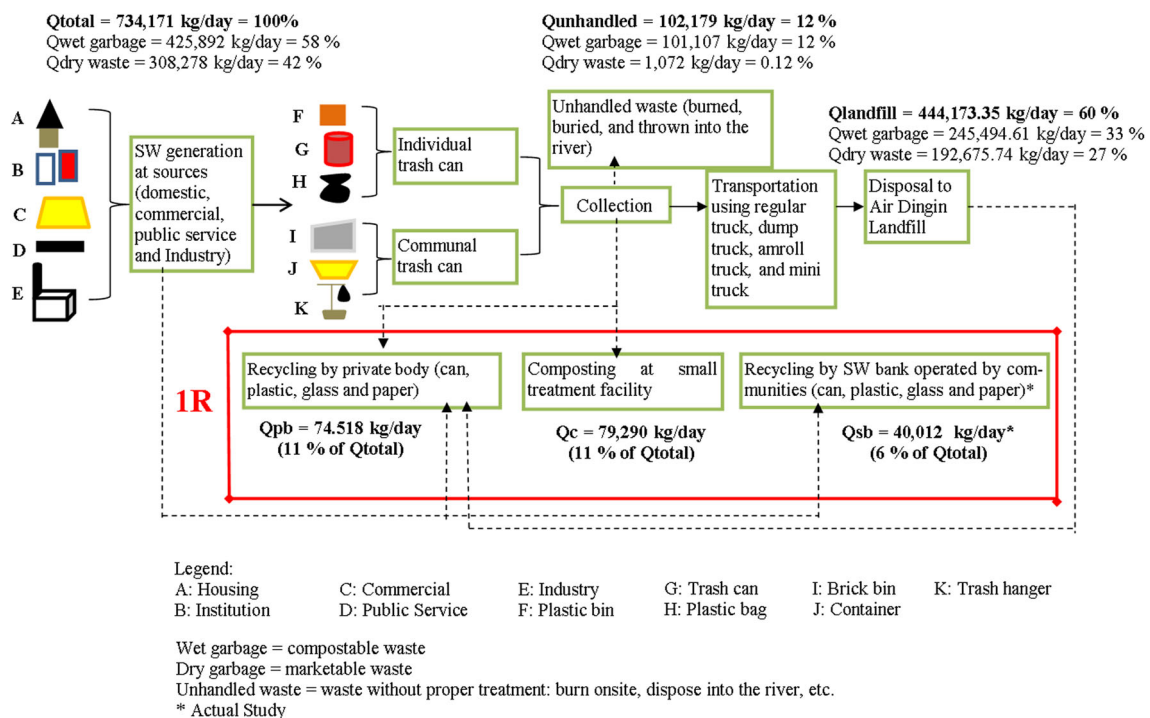 Qtotal = 734,171 kg/day = 100%
Qwet garbage = 425,892 kg/day = 58 %
Qdry waste = 308,278 kg/day = 42 %
Qunhandled = 102,179 kg/day = 12 %
Qwet garbage = 101,107 kg/day = 12 %
Qdry waste = 1,072 kg/day = 0.12 %
Qlandfill = 444,173.35 kg/day = 60 %
Qwet garbage = 245,494.61 kg/day = 33 %
Qdry waste = 192,675.74 kg/day = 27 %
A
B
C
D
E
SW generation
at sources
(domestic,
commercial,
public service
and Industry)
F
G
H
I
J
K
Individual
trash can
Communal
trash can
Unhandled waste (burned,
buried, and thrown into the
river)
Collection
Transportation
using regular
truck, dump
truck, amroll
truck, and mini
truck
Disposal to
Air Dingin
Landfill
1R
Recycling by private body (can,
plastic, glass and paper)
Qpb = 74.518 kg/day
(11 % of Qtotal)
Composting at small
treatment facility
Qc = 79,290 kg/day
(11 % of Qtotal)
Recycling by SW bank operated by com-
munities (can, plastic, glass and paper)*
Qsb = 40,012 kg/day*
(6 % of Qtotal)
Legend:
A: Housing C: Commercial E: Industry G: Trash can I: Brick bin K: Trash hanger
B: Institution D: Public Service F: Plastic bin H: Plastic bag J: Container
Wet garbage = compostable waste
Dry garbage = marketable waste
Unhandled waste = waste without proper treatment: burn onsite, dispose into the river, etc.
* Actual Study